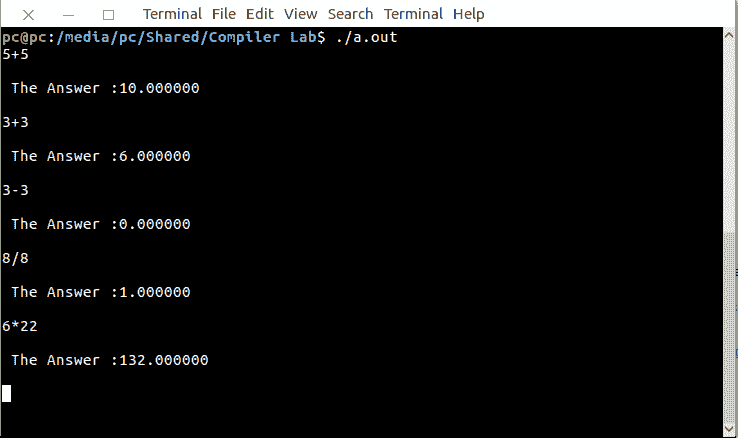 Terminal File Edit View Search Terminal Help
pc@pc:/media/pc/Shared/Compiler Lab$ ./a.out
5+5
The Answer :10.000000
3+3
The Answer :6.000000
3-3
The Answer :0.000000
8/8
The Answer :1.000000
6*22
The Answer :132.000000